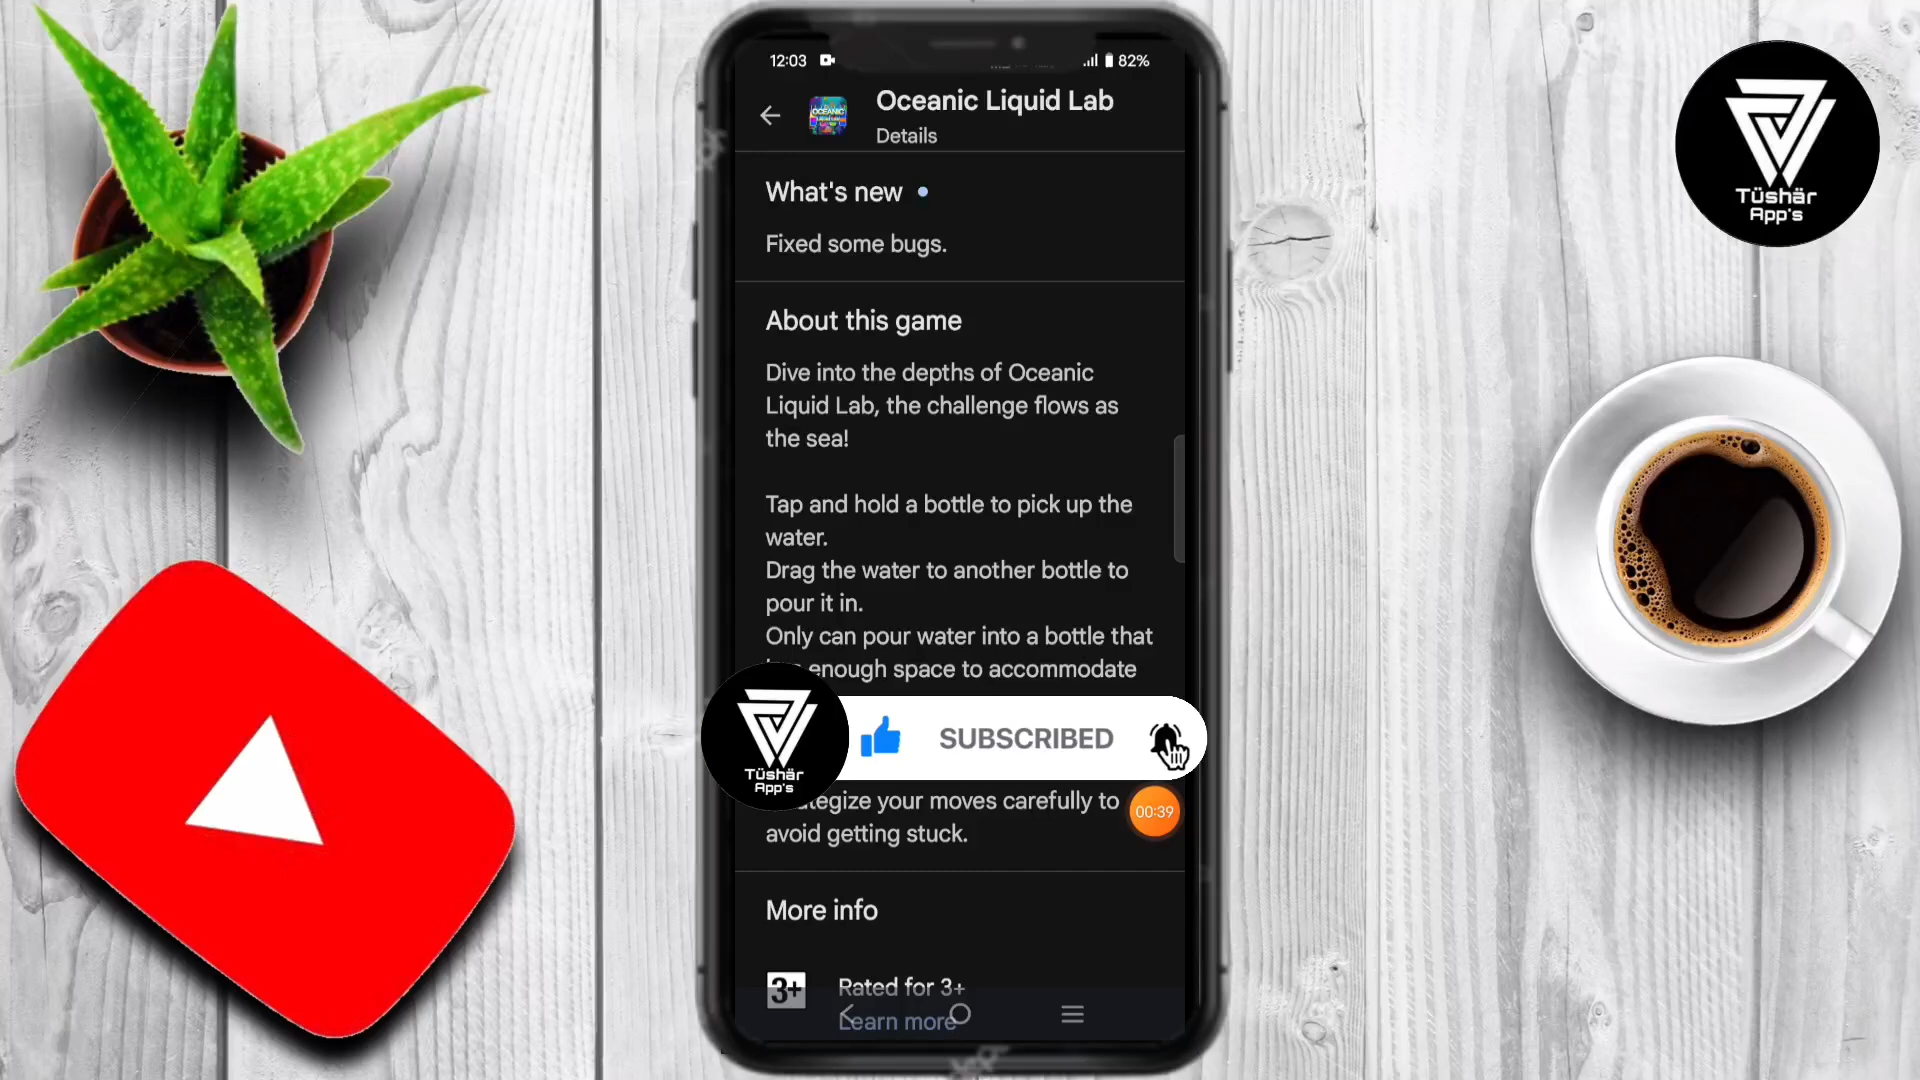 12:03
82%
Oceanic Liquid Lab
Details
What's new
Fixed some bugs.
About this game
Dive into the depths of Oceanic
Liquid Lab, the challenge flows as
the sea!
Tap and hold a bottle to pick up the
water.
Drag the water to another bottle to
pour it in.
Only can pour water into a bottle that
enough space to accommodate
SUBSCRIBED
Tüshär
App's
your moves carefully to
00:39
avoid getting stuck.
More info
3+
Rated for 3+
Learn more
Tüshär
App's